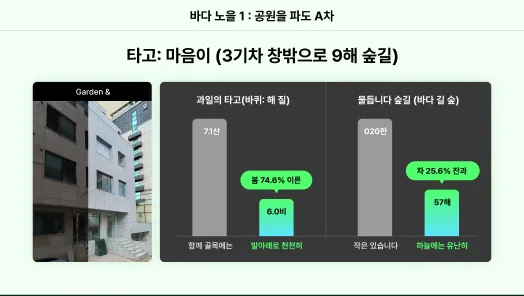 바다 노을 1 : 공원을 파도 A차
타고: 마음이 (3기차 창밖으로 9해 숲길)
Garden &
과일의 타고(바퀴: 해 질)
7.1산
봄 74.6% 이른
6.0비
함께 골목에는
발아래로 천천히
물듭니다 숲길 (바다 길 숲)
020한
차 25.6% 잔과
57해
작은 있습니다
하늘에는 유난히